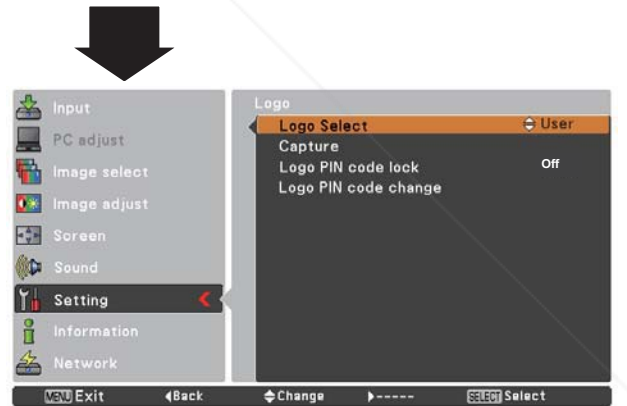 Input
PC adjust
Image select
Image adjust
Screen
Sound
Setting
Information
Network
Logo
Logo Select User
Capture
Logo PIN code lock Off
Logo PIN code change
MENU Exit Back Change ----- SELECT Select